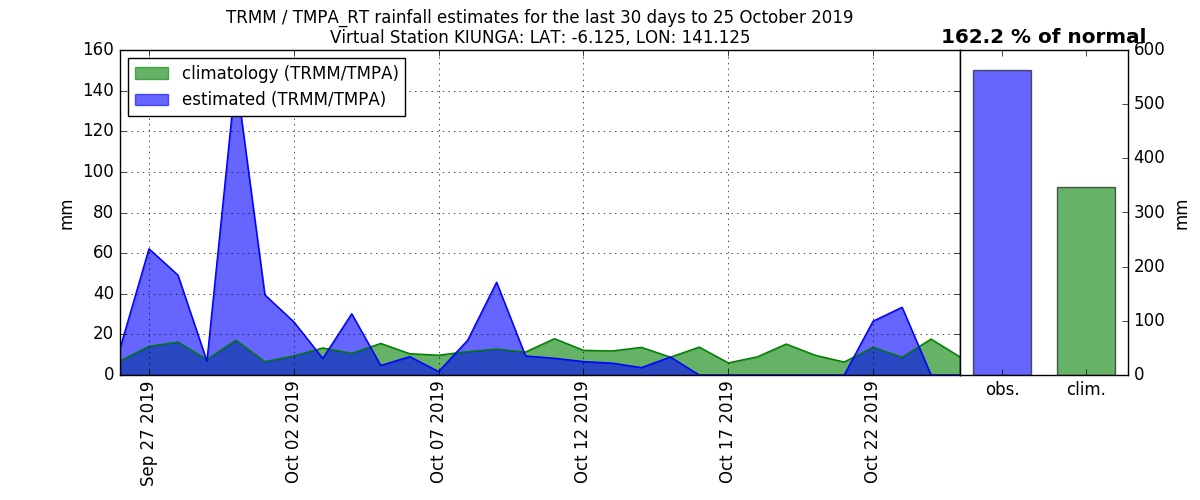 TRMM / TMPA_RT rainfall estimates for the last 30 days to 25 October 2019
Virtual Station KIUNGA: LAT: -6.125, LON: 141.125
162.2 % of normal
climatology (TRMM/TMPA)
estimated (TRMM/TMPA)
mm
160
140
120
100
80
60
40
20
0
Sep 27 2019
Oct 02 2019
Oct 07 2019
Oct 12 2019
Oct 17 2019
Oct 22 2019
600
500
400
300
200
100
0
mm
obs.
clim.